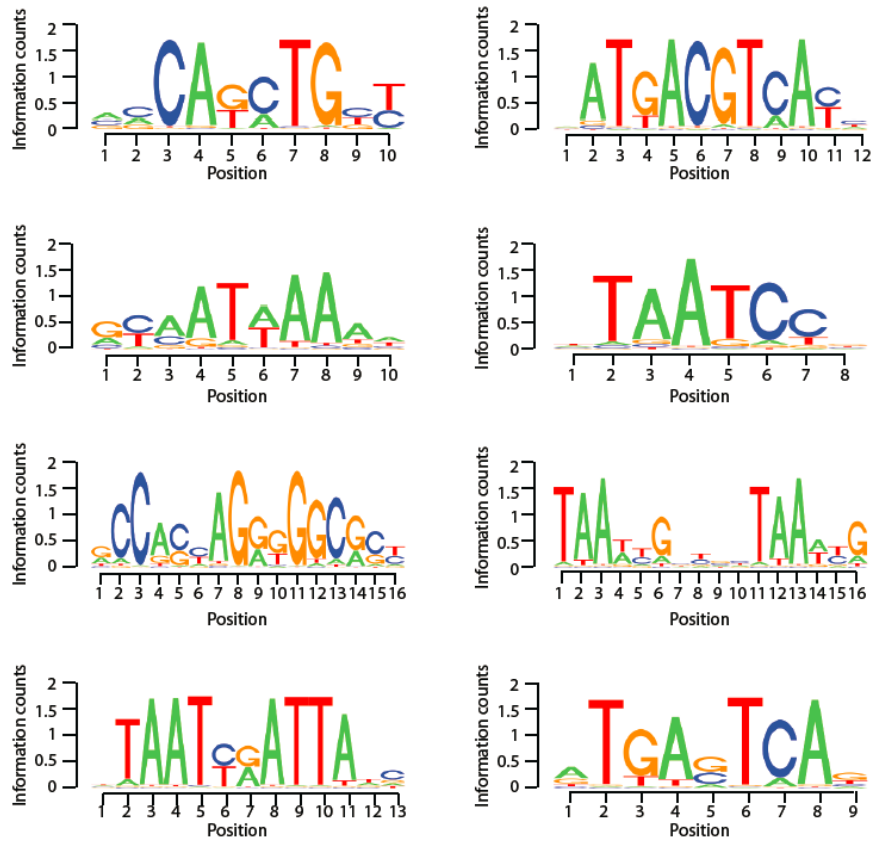 Information counts
2
1.5
1
0.5
0
A C C A G C T G C T
1 2 3 4 5 6 7 8 9 10
Position
Information counts
2
1.5
1
0.5
0
A T G A C G T C A C
1 2 3 4 5 6 7 8 9 10 11 12
Position
Information counts
2
1.5
1
0.5
0
G C A A T A A A A A
1 2 3 4 5 6 7 8 9 10
Position
Information counts
2
1.5
1
0.5
0
T A A T C C
1 2 3 4 5 6 7 8
Position
Information counts
2
1.5
1
0.5
0
G C C A C C A G G G G G C G C T
1 2 3 4 5 6 7 8 9 10 11 12 13 14 15 16
Position
Information counts
2
1.5
1
0.5
0
T A A T T G T A A A T G
1 2 3 4 5 6 7 8 9 10 11 12 13 14 15 16
Position
Information counts
2
1.5
1
0.5
0
T A A T C G A T T A C
1 2 3 4 5 6 7 8 9 10 11 12 13
Position
Information counts
2
1.5
1
0.5
0
A T G A G T C A G
1 2 3 4 5 6 7 8 9
Position